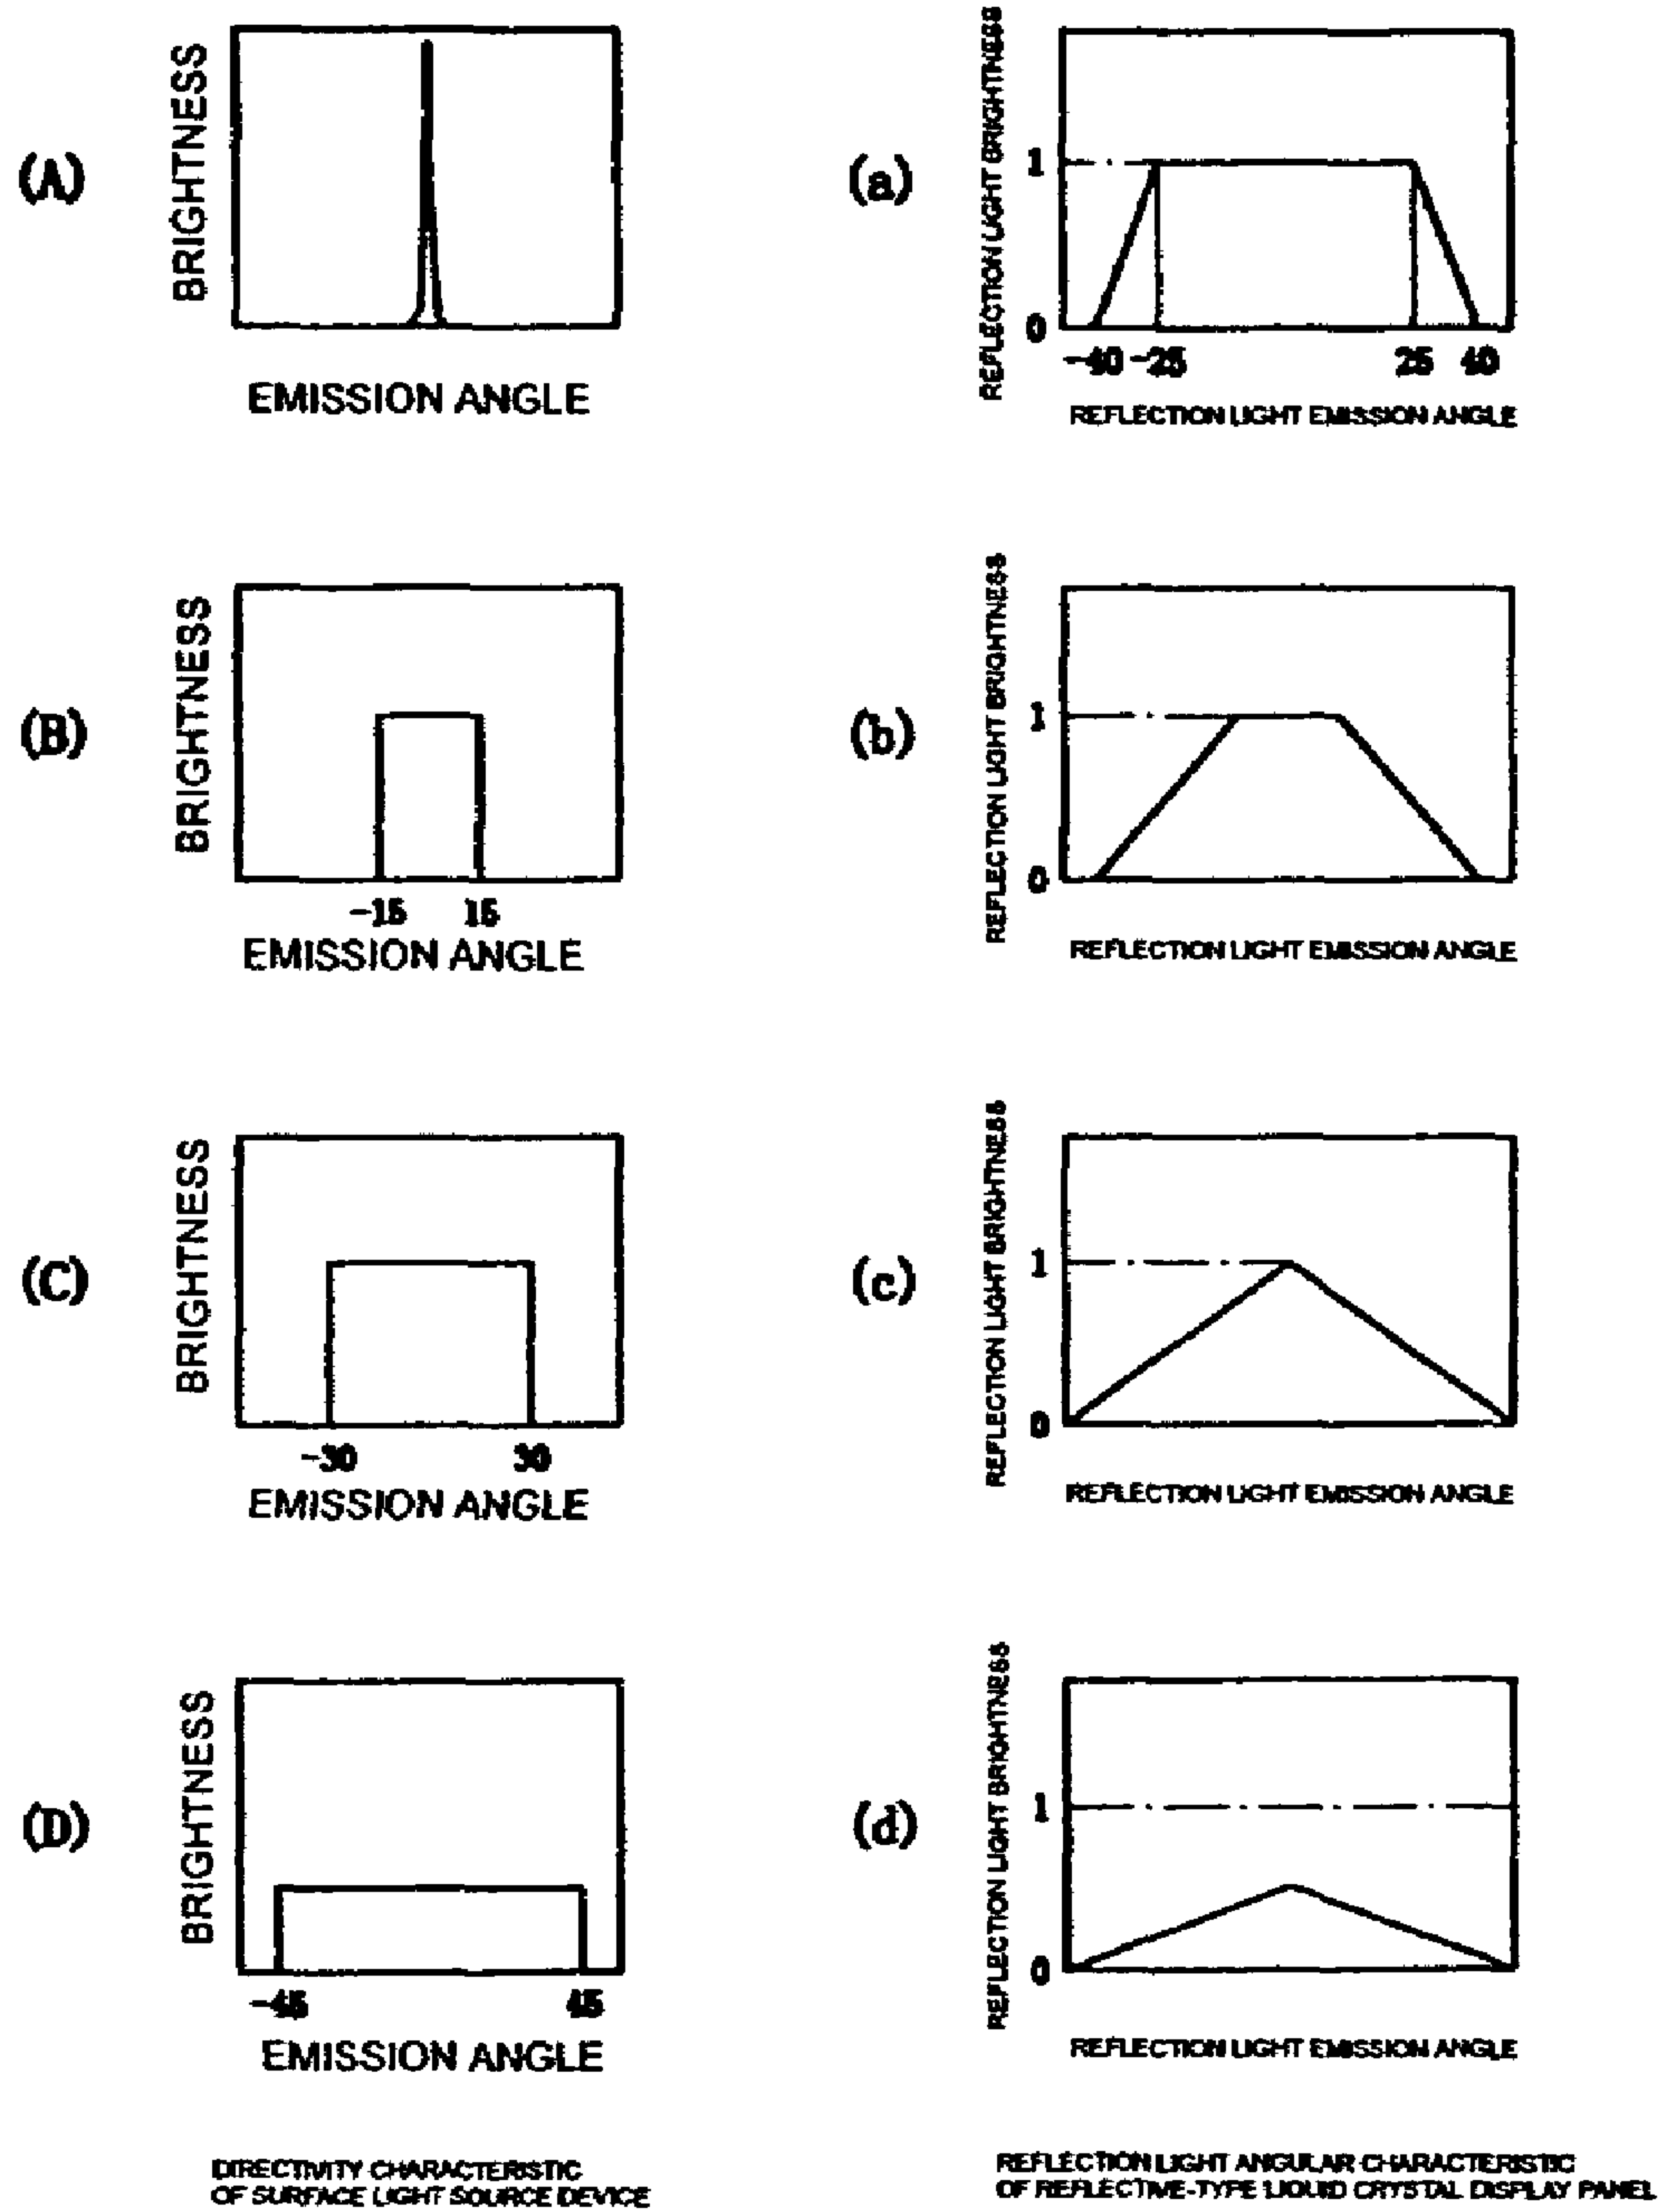 (A)
BRIGHTNESS
EMISSION ANGLE
(a)
REFLECTION LIGHT BRIGHTNESS
1
0
-40 -25 25 40
REFLECTION LIGHT EMISSION ANGLE
(B)
BRIGHTNESS
-15 15
EMISSION ANGLE
(b)
REFLECTION LIGHT BRIGHTNESS
1
0
REFLECTION LIGHT EMISSION ANGLE
(C)
BRIGHTNESS
-30 30
EMISSION ANGLE
(c)
REFLECTION LIGHT BRIGHTNESS
1
0
REFLECTION LIGHT EMISSION ANGLE
(D)
BRIGHTNESS
-45 45
EMISSION ANGLE
(d)
REFLECTION LIGHT BRIGHTNESS
1
0
REFLECTION LIGHT EMISSION ANGLE
DIRECTIVITY CHARACTERISTIC
OF SURFACE LIGHT SOURCE DEVICE
REFLECTION LIGHT ANGULAR CHARACTERISTIC
OF REFLECTIVE-TYPE LIQUID CRYSTAL DISPLAY PANEL